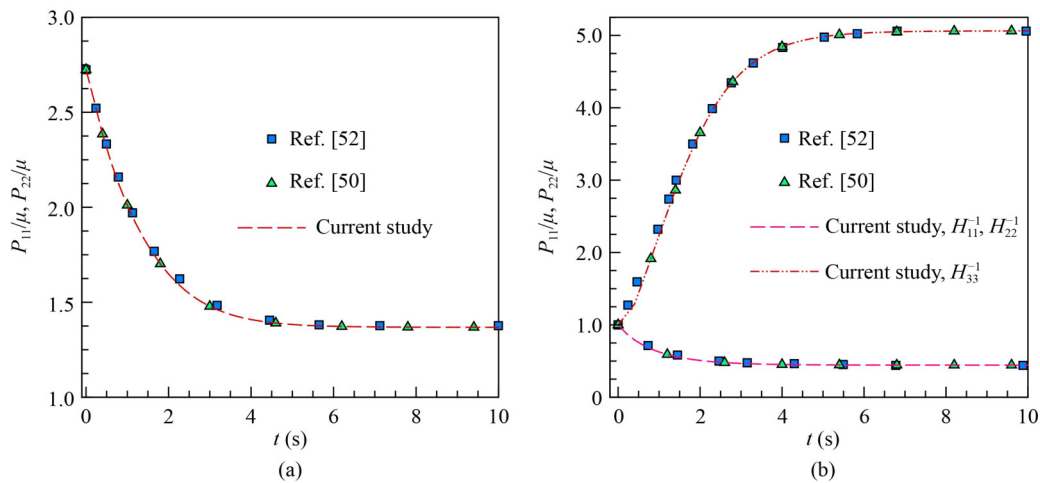 3.0
2.5
2.0
1.5
1.0
P₁₁/μ, P₂₂/μ
0 2 4 6 8 10
t (s)
Ref. [52]
Ref. [50]
Current study
(a)
5.0
4.0
3.0
2.0
1.0
0
P₁₁/μ, P₂₂/μ
0 2 4 6 8 10
t (s)
Ref. [52]
Ref. [50]
Current study, H₁₁⁻¹, H₂₂⁻¹
Current study, H₃₃⁻¹
(b)